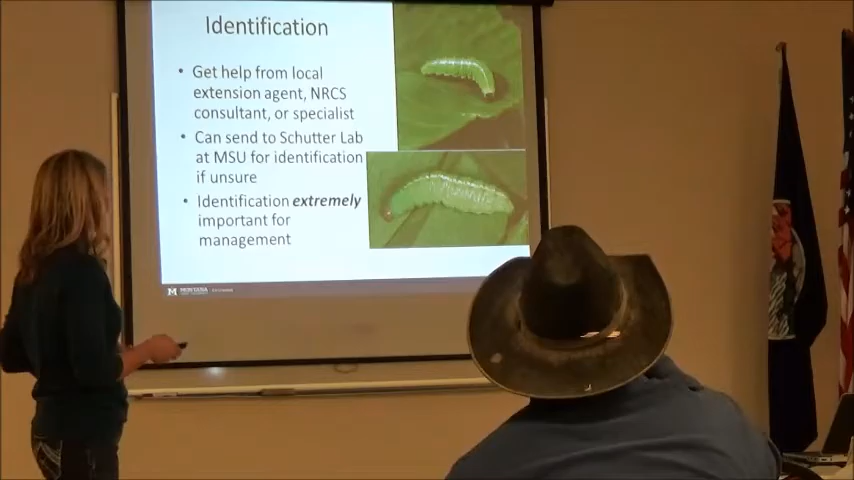 Identification
• Get help from local
extension agent, NRCS
consultant, or specialist
• Can send to Schutter Lab
at MSU for identification
if unsure
• Identification extremely
important for
management
M MONTANA